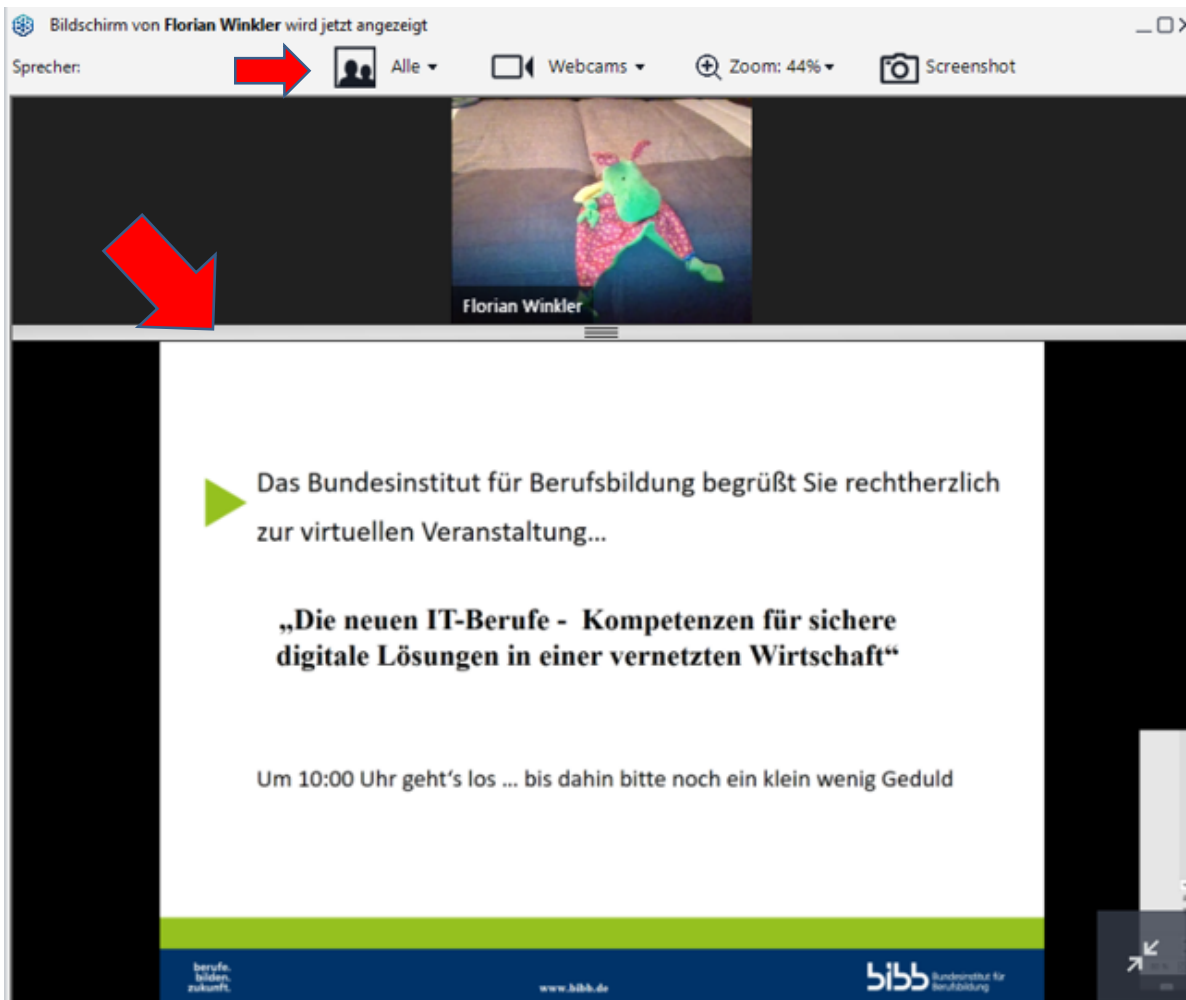 Bildschirm von Florian Winkler wird jetzt angezeigt
Sprecher:
Alle
Webcams
Zoom: 44%
Screenshot
Florian Winkler
Das Bundesinstitut für Berufsbildung begrüßt Sie rechtherzlich
zur virtuellen Veranstaltung...
„Die neuen IT-Berufe - Kompetenzen für sichere
digitale Lösungen in einer vernetzten Wirtschaft“
Um 10:00 Uhr geht‘s los ... bis dahin bitte noch ein klein wenig Geduld
berufe.
bilden.
zukunft.
www.bibb.de
bibb
Bundesinstitut für
Berufsbildung